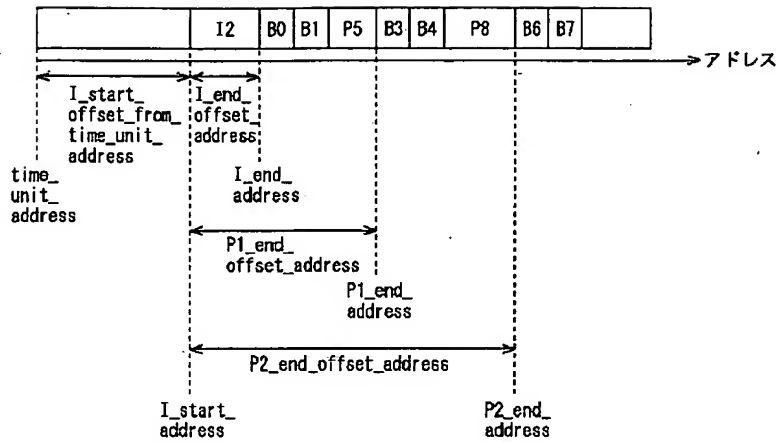 I2 B0 B1 P5 B3 B4 P8 B6 B7
アドレス
I_start_
offset_from_
time_unit_
address
I_end_
offset_
address
time_
unit_
address
I_end_
address
P1_end_
offset_address
P1_end_
address
P2_end_offset_address
I_start_
address
P2_end_
address